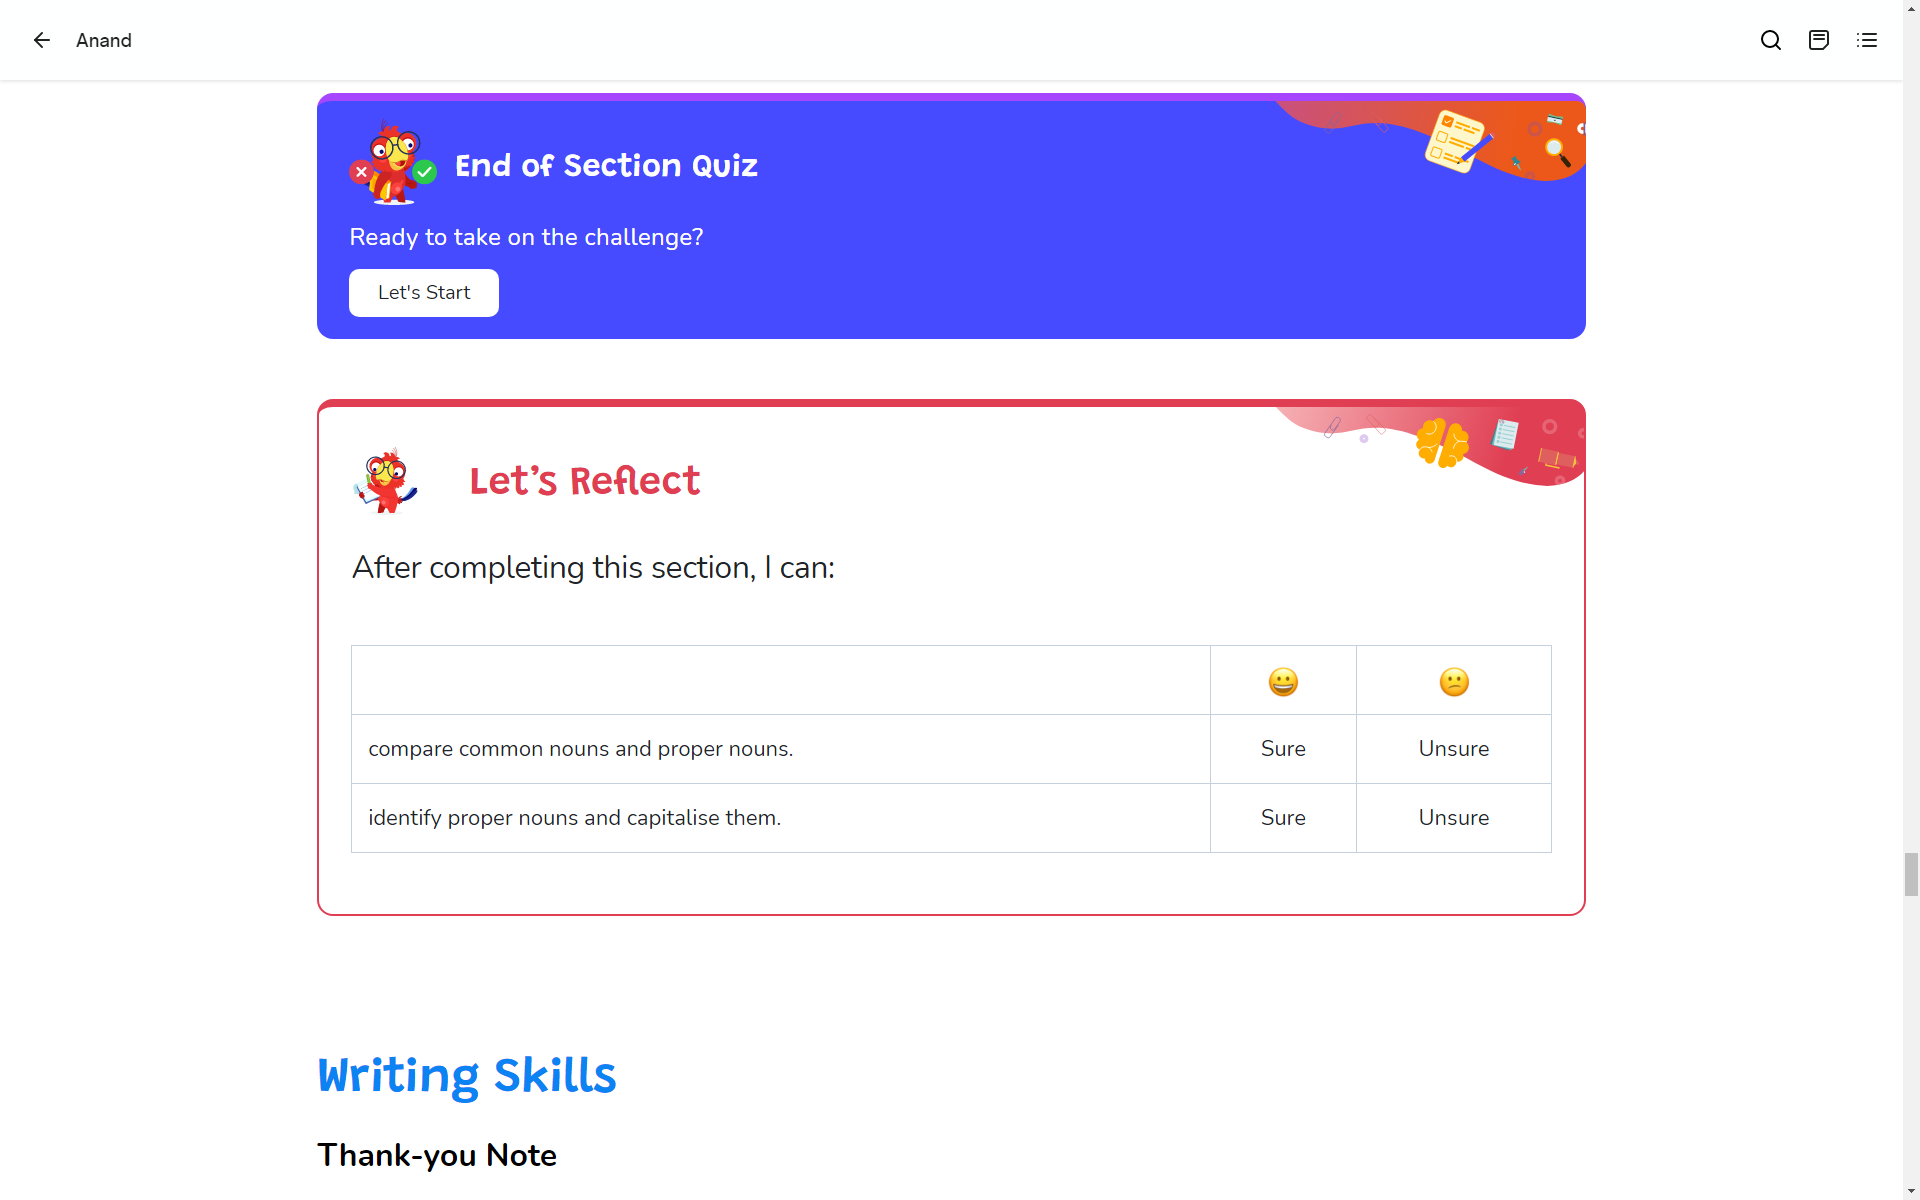 Anand
End of Section Quiz
Ready to take on the challenge?
Let's Start
Let’s Reflect
After completing this section, I can:
compare common nouns and proper nouns. Sure Unsure
identify proper nouns and capitalise them. Sure Unsure
Writing Skills
Thank-you Note